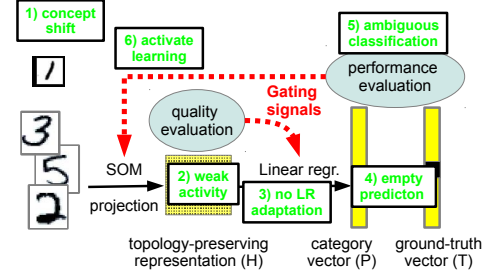 1) concept
shift
6) activate
learning
5) ambiguous
classification
performance
evaluation
1
quality
evaluation
Gating
signals
3
5
2
SOM
projection
2) weak
activity
Linear regr.
3) no LR
adaptation
4) empty
predicton
topology-preserving
representation (H)
category
vector (P)
ground-truth
vector (T)